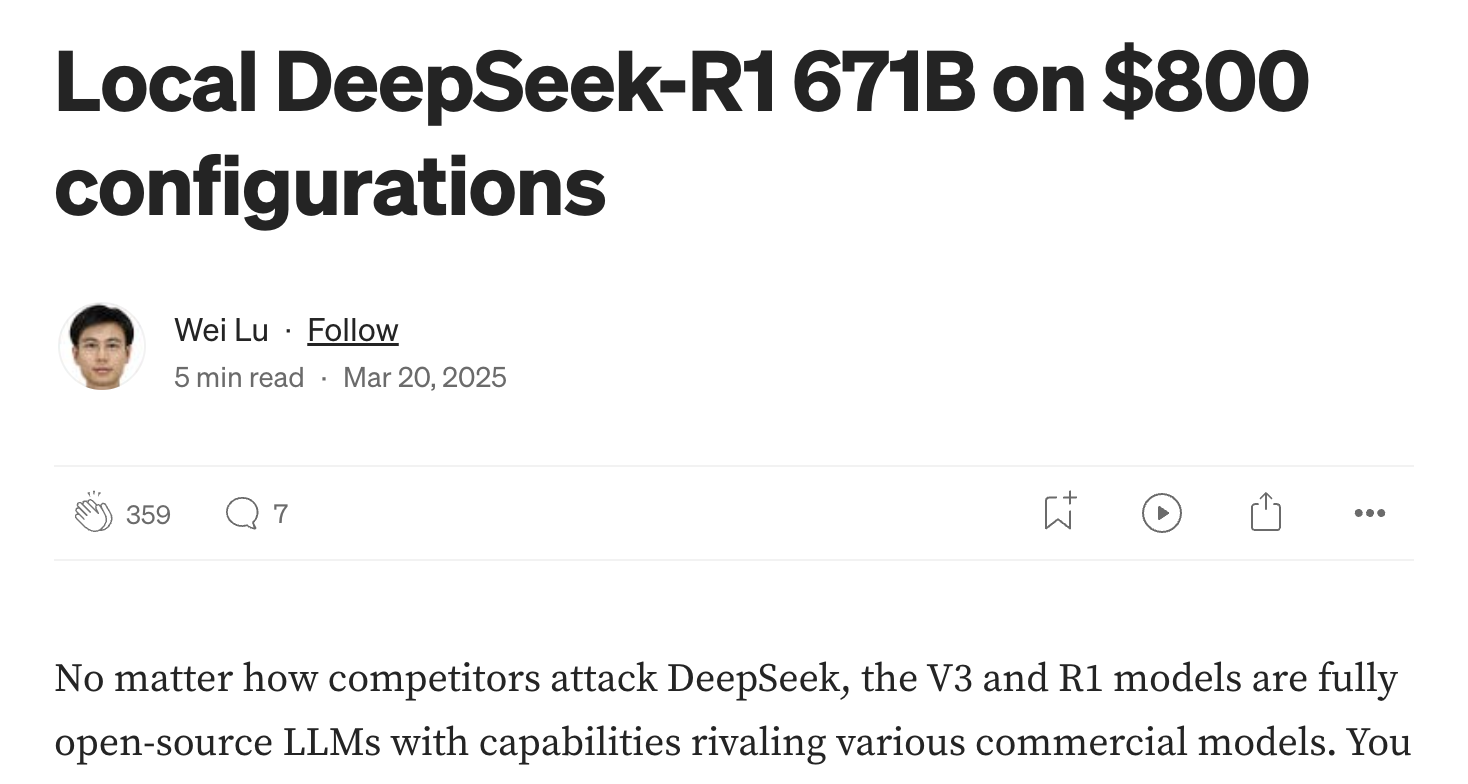 Local DeepSeek-R1 671B on $800
configurations
Wei Lu · Follow
5 min read · Mar 20, 2025
359 7
No matter how competitors attack DeepSeek, the V3 and R1 models are fully
open-source LLMs with capabilities rivaling various commercial models. You